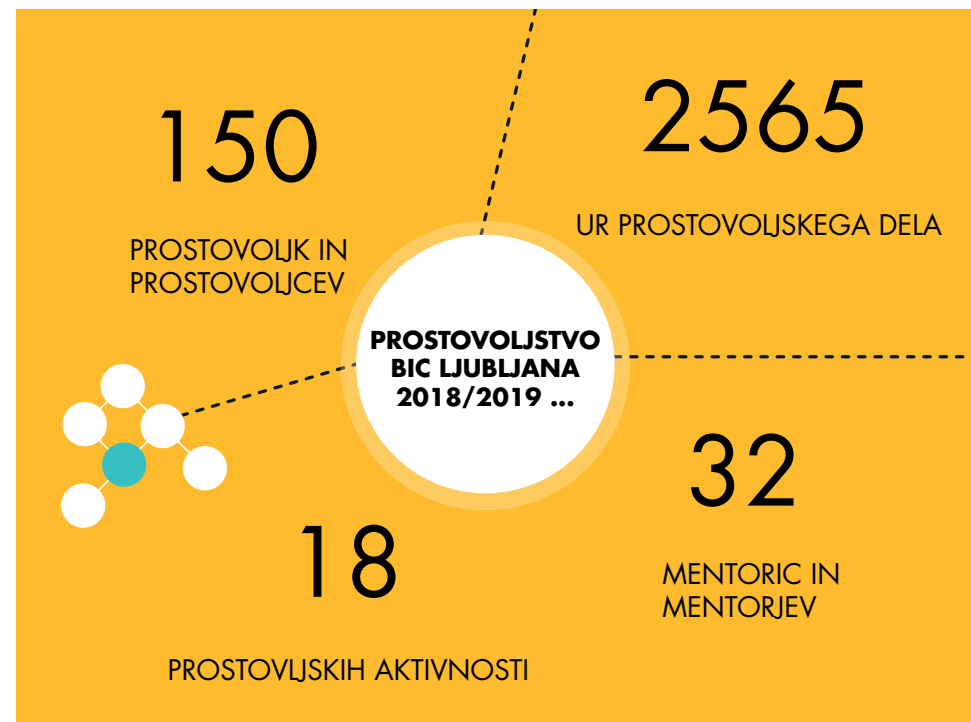 150
PROSTOVOLJK IN
PROSTOVOLJCEV
2565
UR PROSTOVOLJSKEGA DELA
PROSTOVOLJSTVO
BIC LJUBLJANA
2018/2019 ...
18
PROSTOVLJSKIH AKTIVNOSTI
32
MENTORIC IN
MENTORJEV